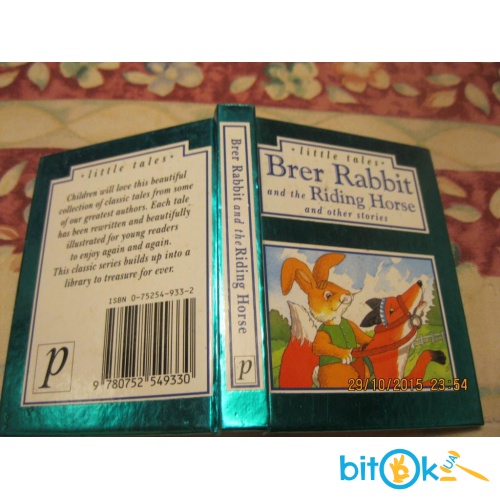 little tales
Children will love this beautiful
collection of classic tales from some
of our greatest authors. Each tale
has been rewritten and beautifully
illustrated for young readers
to enjoy again and again.
This classic series builds up into a
library to treasure for ever.
ISBN 0-75254-933-2
9 780752 549330
p
Brer Rabbit and the Riding Horse
p
little tales
Brer Rabbit
and the Riding Horse
and other stories
29/10/2015 23:54
bitOk.UA